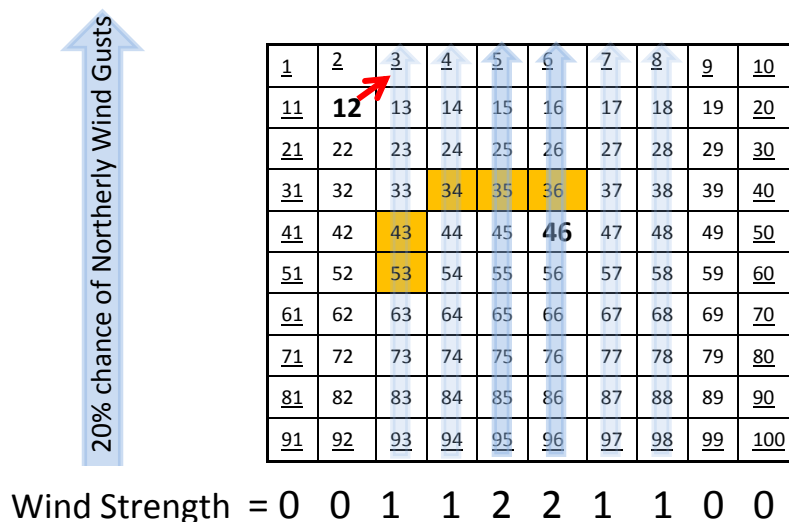 20% chance of Northerly Wind Gusts
1 2 3 4 5 6 7 8 9 10
11 12 13 14 15 16 17 18 19 20
21 22 23 24 25 26 27 28 29 30
31 32 33 34 35 36 37 38 39 40
41 42 43 44 45 46 47 48 49 50
51 52 53 54 55 56 57 58 59 60
61 62 63 64 65 66 67 68 69 70
71 72 73 74 75 76 77 78 79 80
81 82 83 84 85 86 87 88 89 90
91 92 93 94 95 96 97 98 99 100
Wind Strength = 0 0 1 1 2 2 1 1 0 0